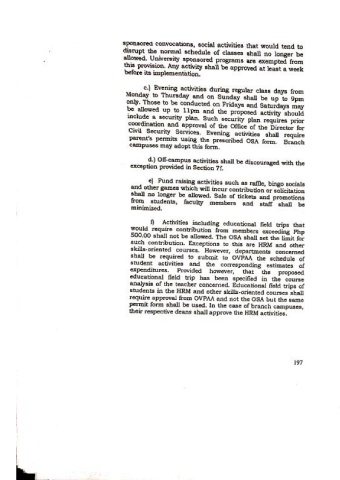 sponsored convocations, social activities that would tend to
disrupt the normal schedule of classes shall no longer be
allowed. University sponsored programs are exempted from
this provision. Any activity shall be approved at least a week
before its implementation.
c.) Evening activities during regular class days from
Monday to Thursday and on Sunday shall be up to 9pm
only. Those to be conducted on Fridays and Saturdays may
be allowed up to 11pm and the proposed activity should
include a security plan. Such security plan requires prior
coordination and approval of the Office of the Director for
Civil Security Services. Evening activities shall require
parent's permits using the prescribed OSA form. Branch
campuses may adopt this form.
d.) Off-campus activities shall be discouraged with the
exception provided in Section 7f.
e) Fund raising activities such as raffle, bingo socials
and other games which will incur contribution or solicitation
shall no longer be allowed. Sale of tickets and promotions
from students, faculty members and staff shall be
minimized.
f) Activities including educational field trips that
would require contribution from members exceeding Php
500.00 shall not be allowed. The OSA shall set the limit for
such contribution. Exceptions to this are HRM and other
skills-oriented courses. However, departments concerned
shall be required to submit to OVPAA the schedule of
student activities and the corresponding estimates of
expenditures. Provided however, that the proposed
educational field trip has been specified in the course
analysis of the teacher concerned. Educational field trips of
students in the HRM and other skills-oriented courses shall
require approval from OVPAA and not the OSA but the same
permit form shall be used. In the case of branch campuses,
their respective deans shall approve the HRM activities.
197